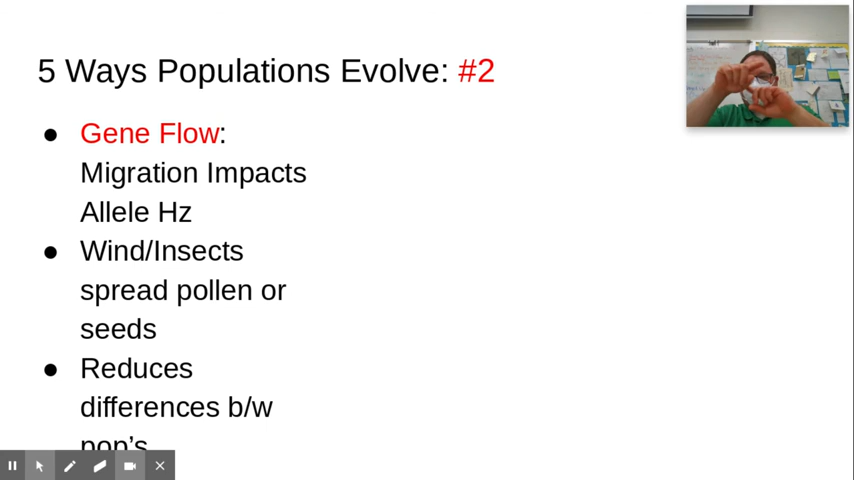 5 Ways Populations Evolve: #2
● Gene Flow:
Migration Impacts
Allele Hz
● Wind/Insects
spread pollen or
seeds
● Reduces
differences b/w
pop's